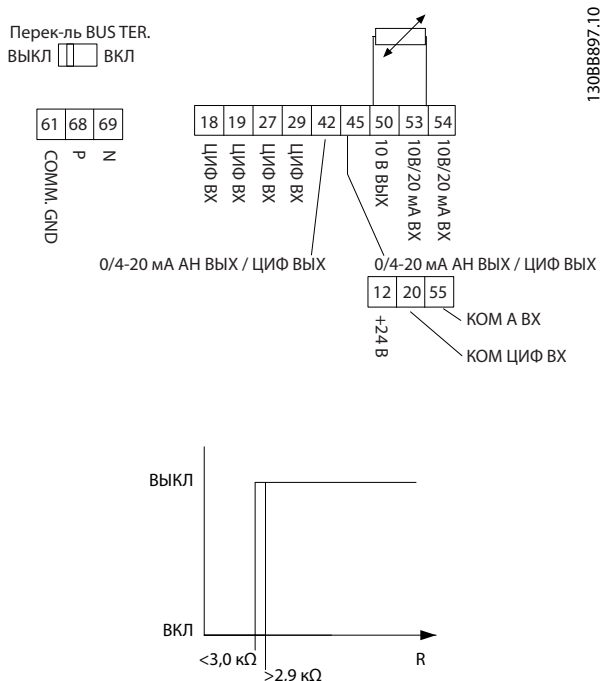 130BB897.10
Перек-ль BUS TER.
ВЫКЛ ВКЛ
61 68 69
COMM. GND
P
N
18 19 27 29 42 45 50 53 54
ЦИФ ВХ
ЦИФ ВХ
ЦИФ ВХ
ЦИФ ВХ
10 В ВЫХ
10В/20 мА ВХ
10В/20 мА ВХ
0/4-20 мА АН ВЫХ / ЦИФ ВЫХ
0/4-20 мА АН ВЫХ / ЦИФ ВЫХ
12 20 55
+24 В
КОМ А ВХ
КОМ ЦИФ ВХ
ВЫКЛ
ВКЛ
<3,0 кΩ
>2,9 кΩ
R